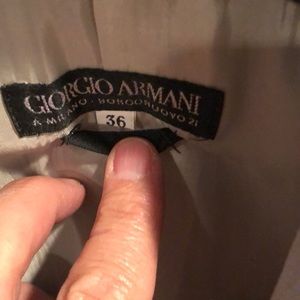 GIORGIO ARMANI
A MILANO · BORGONUOVO 21
36